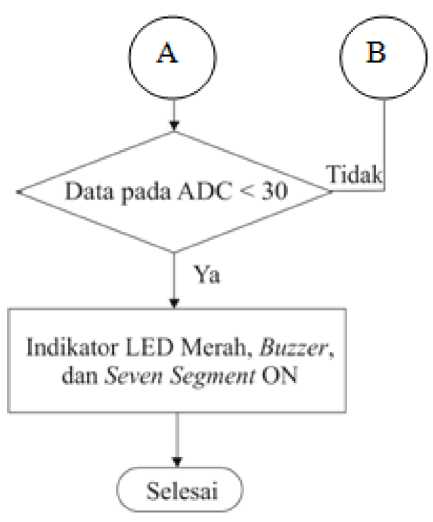 A
B
Data pada ADC < 30
Tidak
Ya
Indikator LED Merah, Buzzer,
dan Seven Segment ON
Selesai